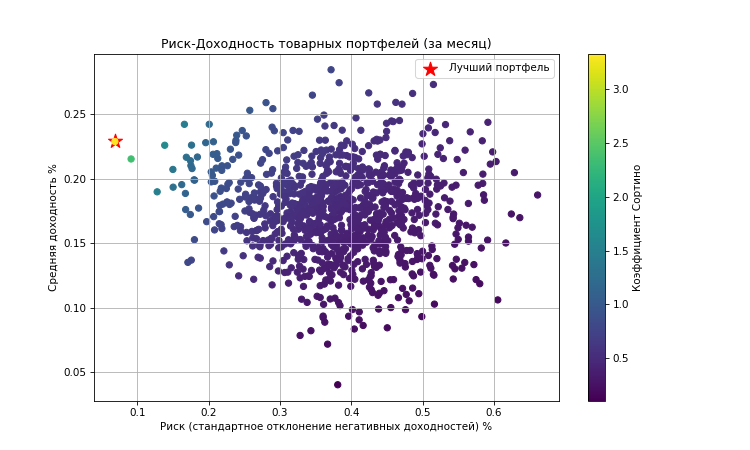 Риск-Доходность товарных портфелей (за месяц)
Лучший портфель
Средняя доходность %
0.25
0.20
0.15
0.10
0.05
0.1 0.2 0.3 0.4 0.5 0.6
Риск (стандартное отклонение негативных доходностей) %
3.0
2.5
2.0
1.5
1.0
0.5
Коэффициент Сортино